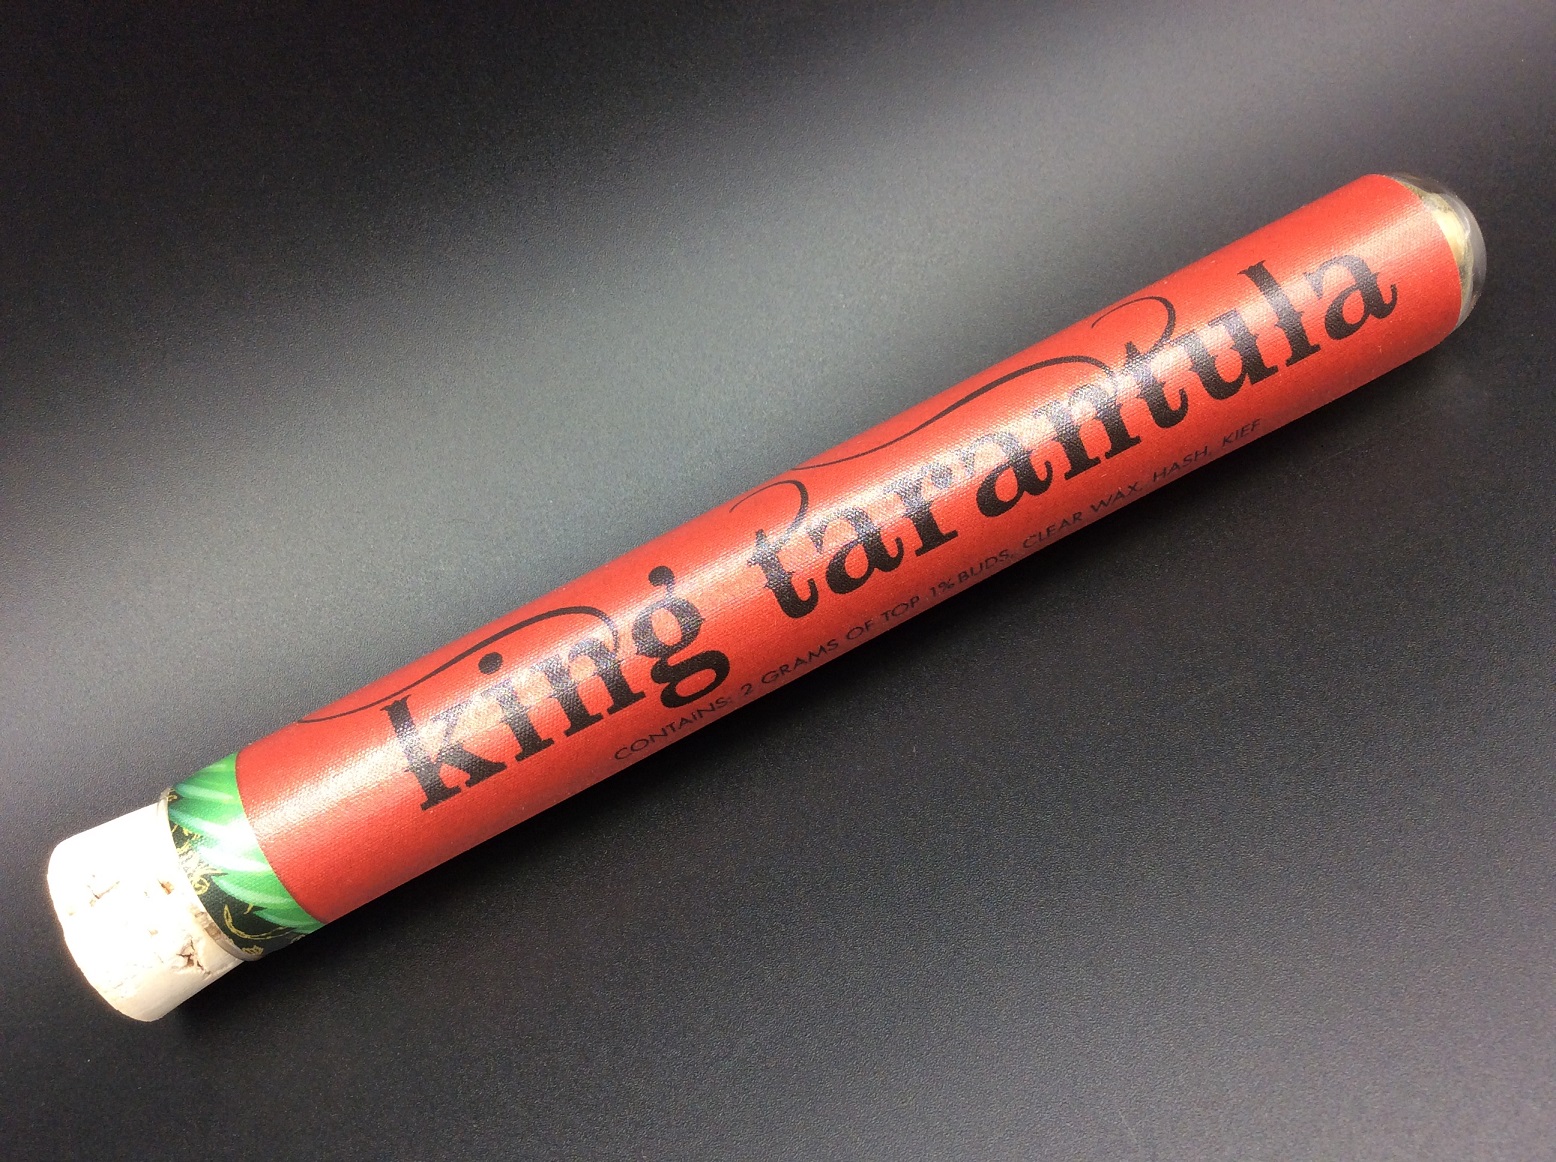 king tarantula
CONTAINS: 2 GRAMS OF TOP 1% BUDS, CLEAR WAX, HASH, KIEF